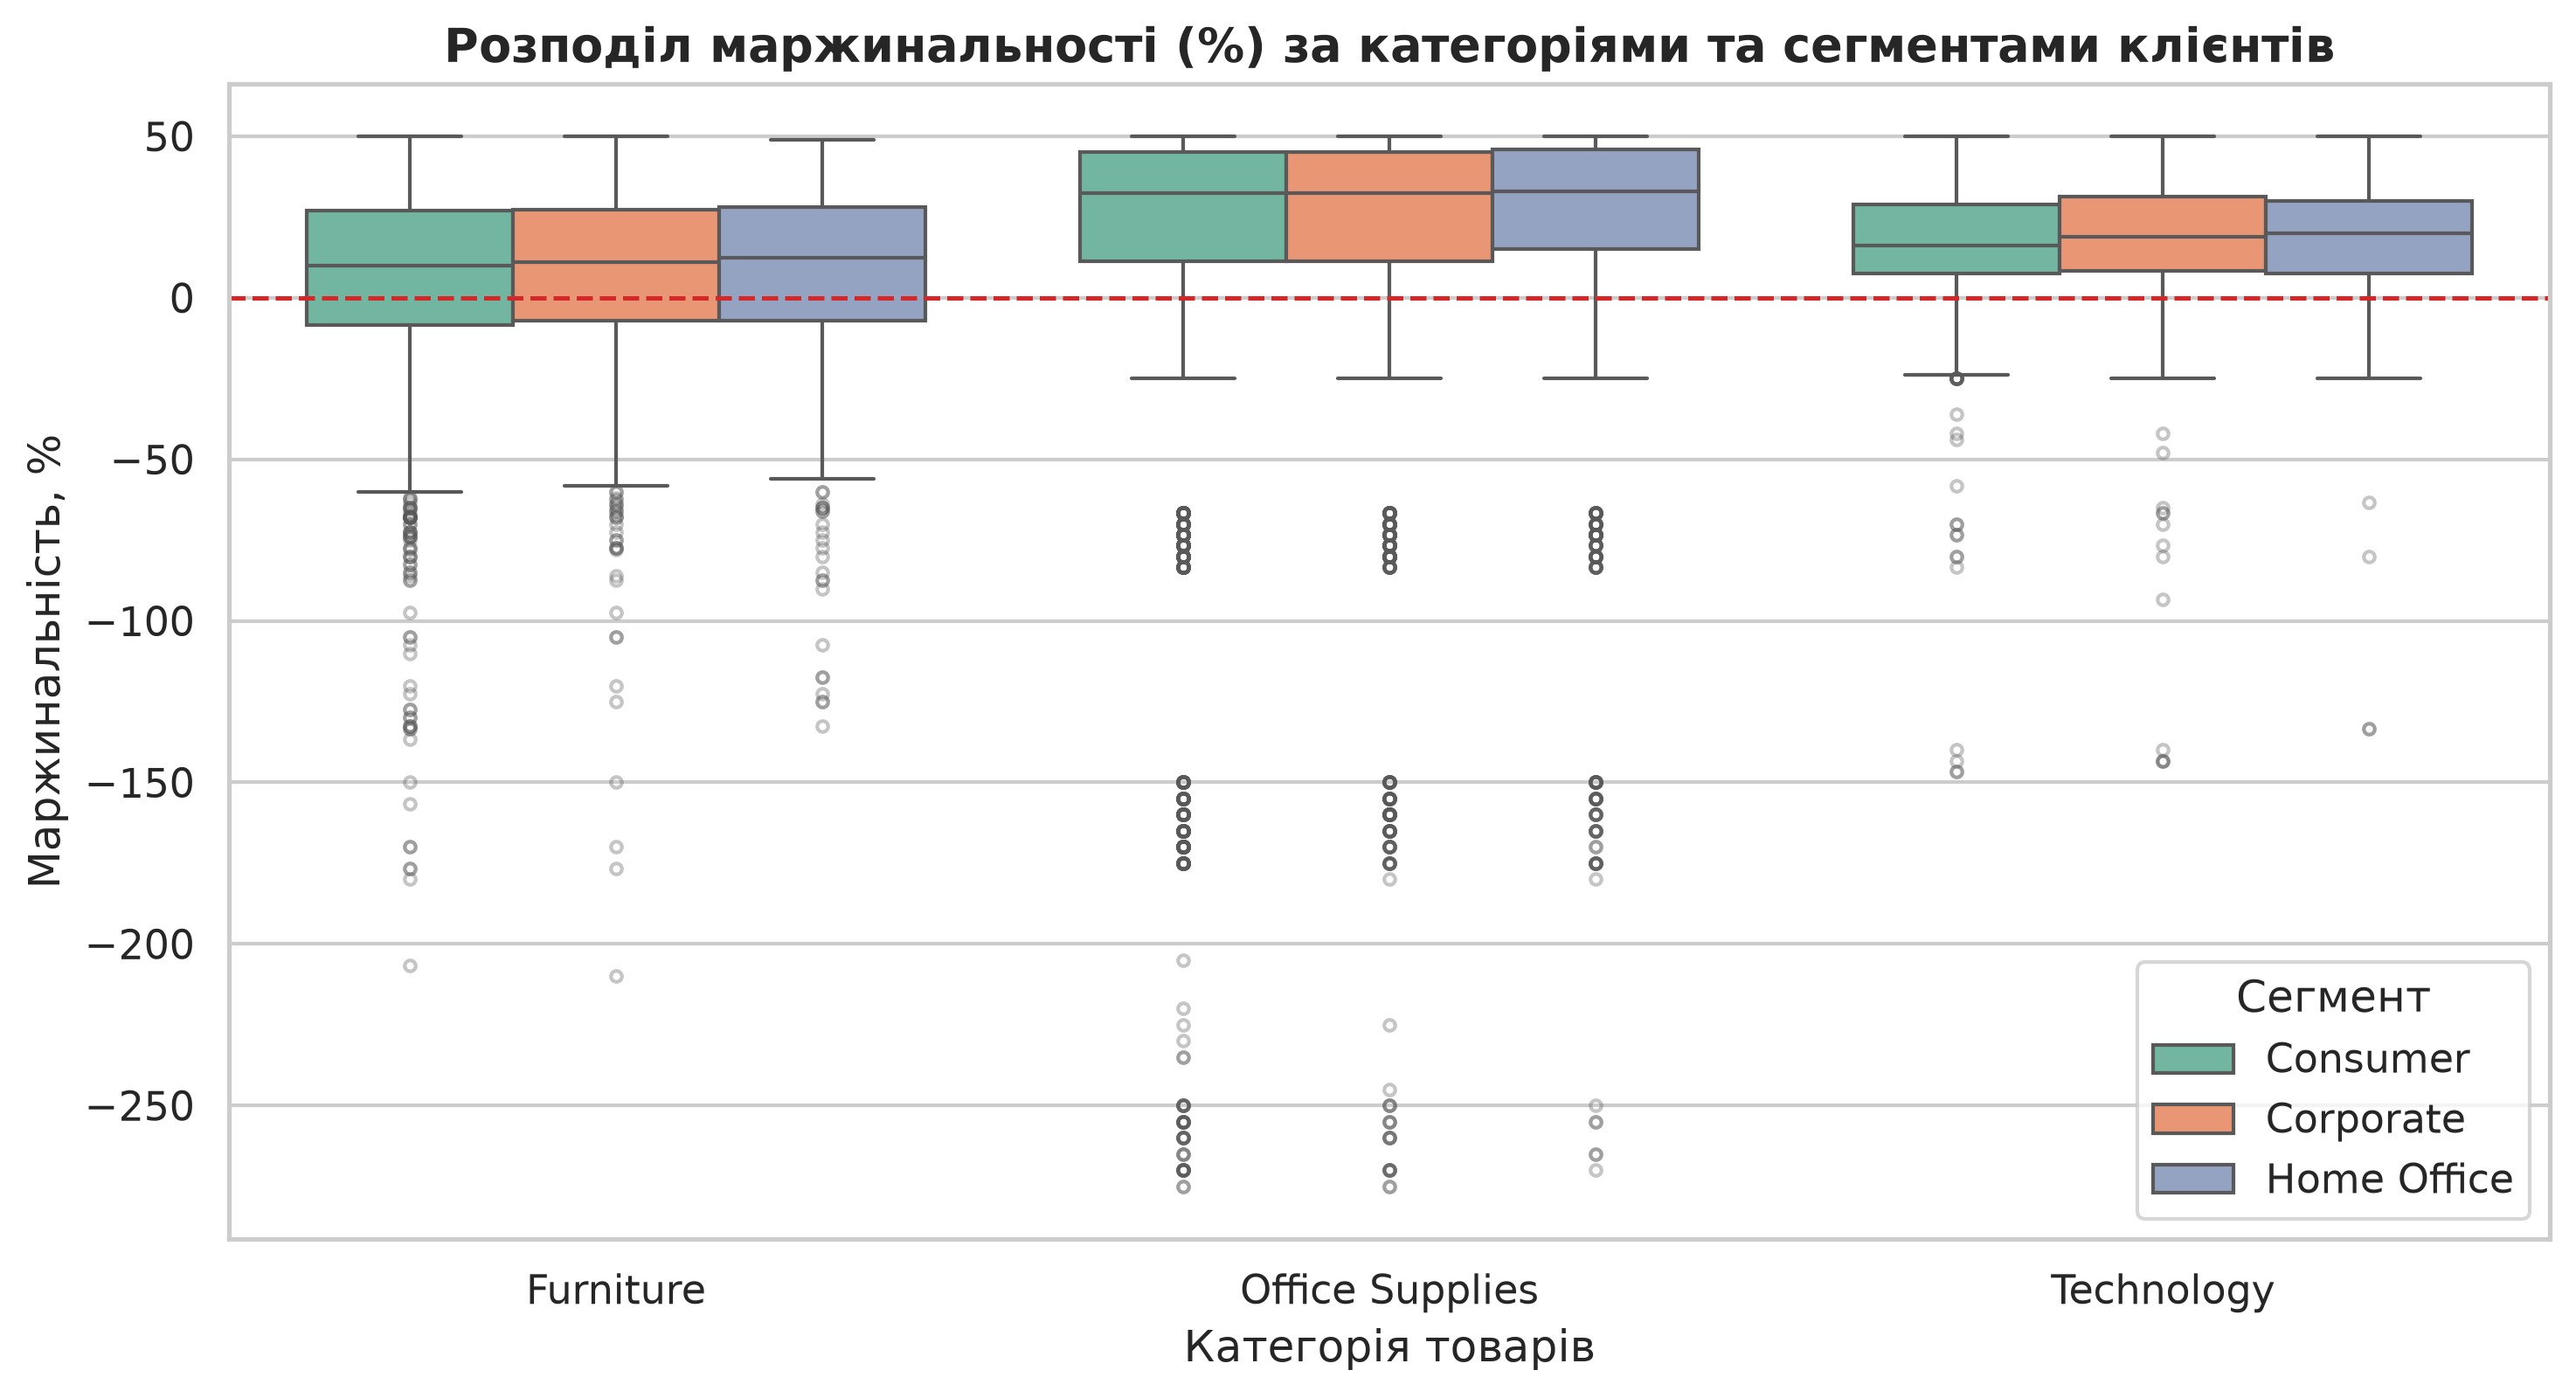 Розподіл маржинальності (%) за категоріями та сегментами клієнтів
Маржинальність, %
50
0
−50
−100
−150
−200
−250
Furniture
Office Supplies
Technology
Категорія товарів
Сегмент
Consumer
Corporate
Home Office